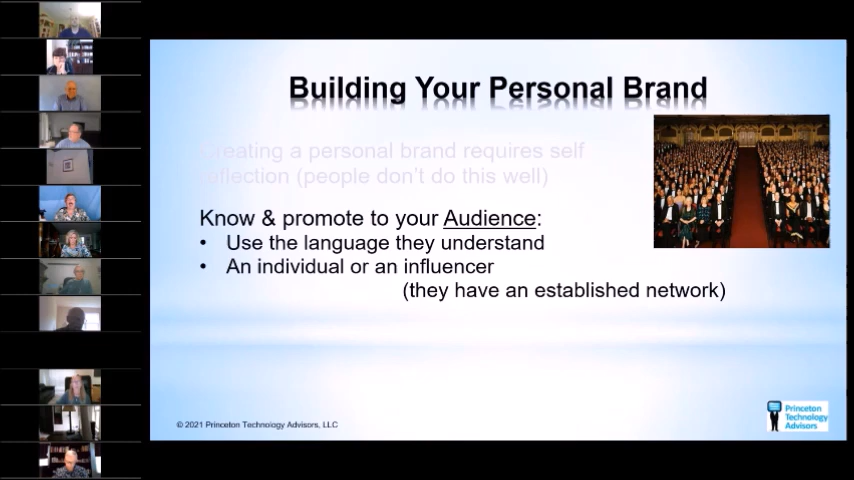 Building Your Personal Brand
Creating a personal brand requires self
reflection (people don't do this well)
Know & promote to your Audience:
• Use the language they understand
• An individual or an influencer
(they have an established network)
© 2021 Princeton Technology Advisors, LLC
Princeton
Technology
Advisors